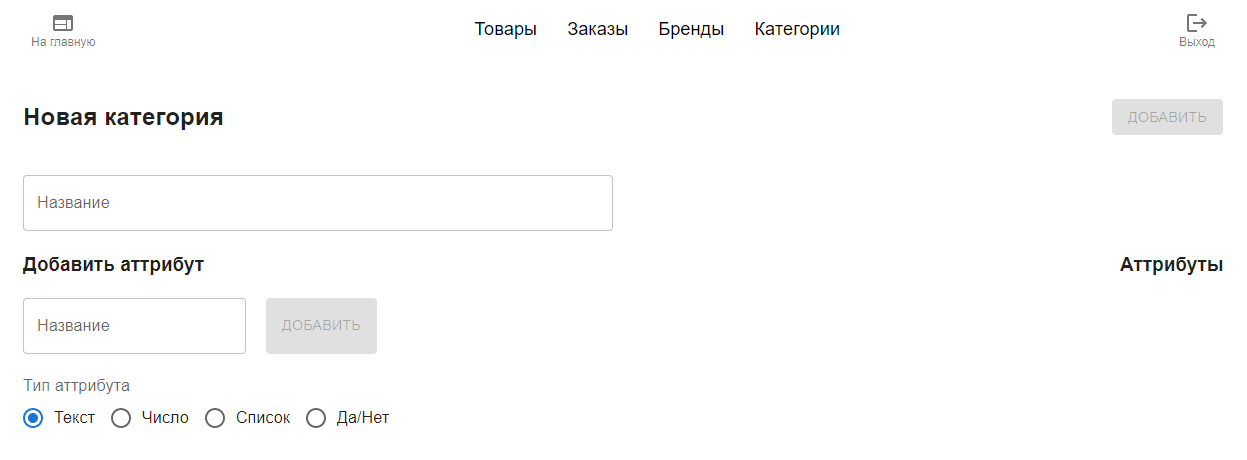 На главную
Товары Заказы Бренды Категории
Выход
Новая категория
ДОБАВИТЬ
Название
Добавить аттрибут
Аттрибуты
Название
ДОБАВИТЬ
Тип аттрибута
Текст Число Список Да/Нет